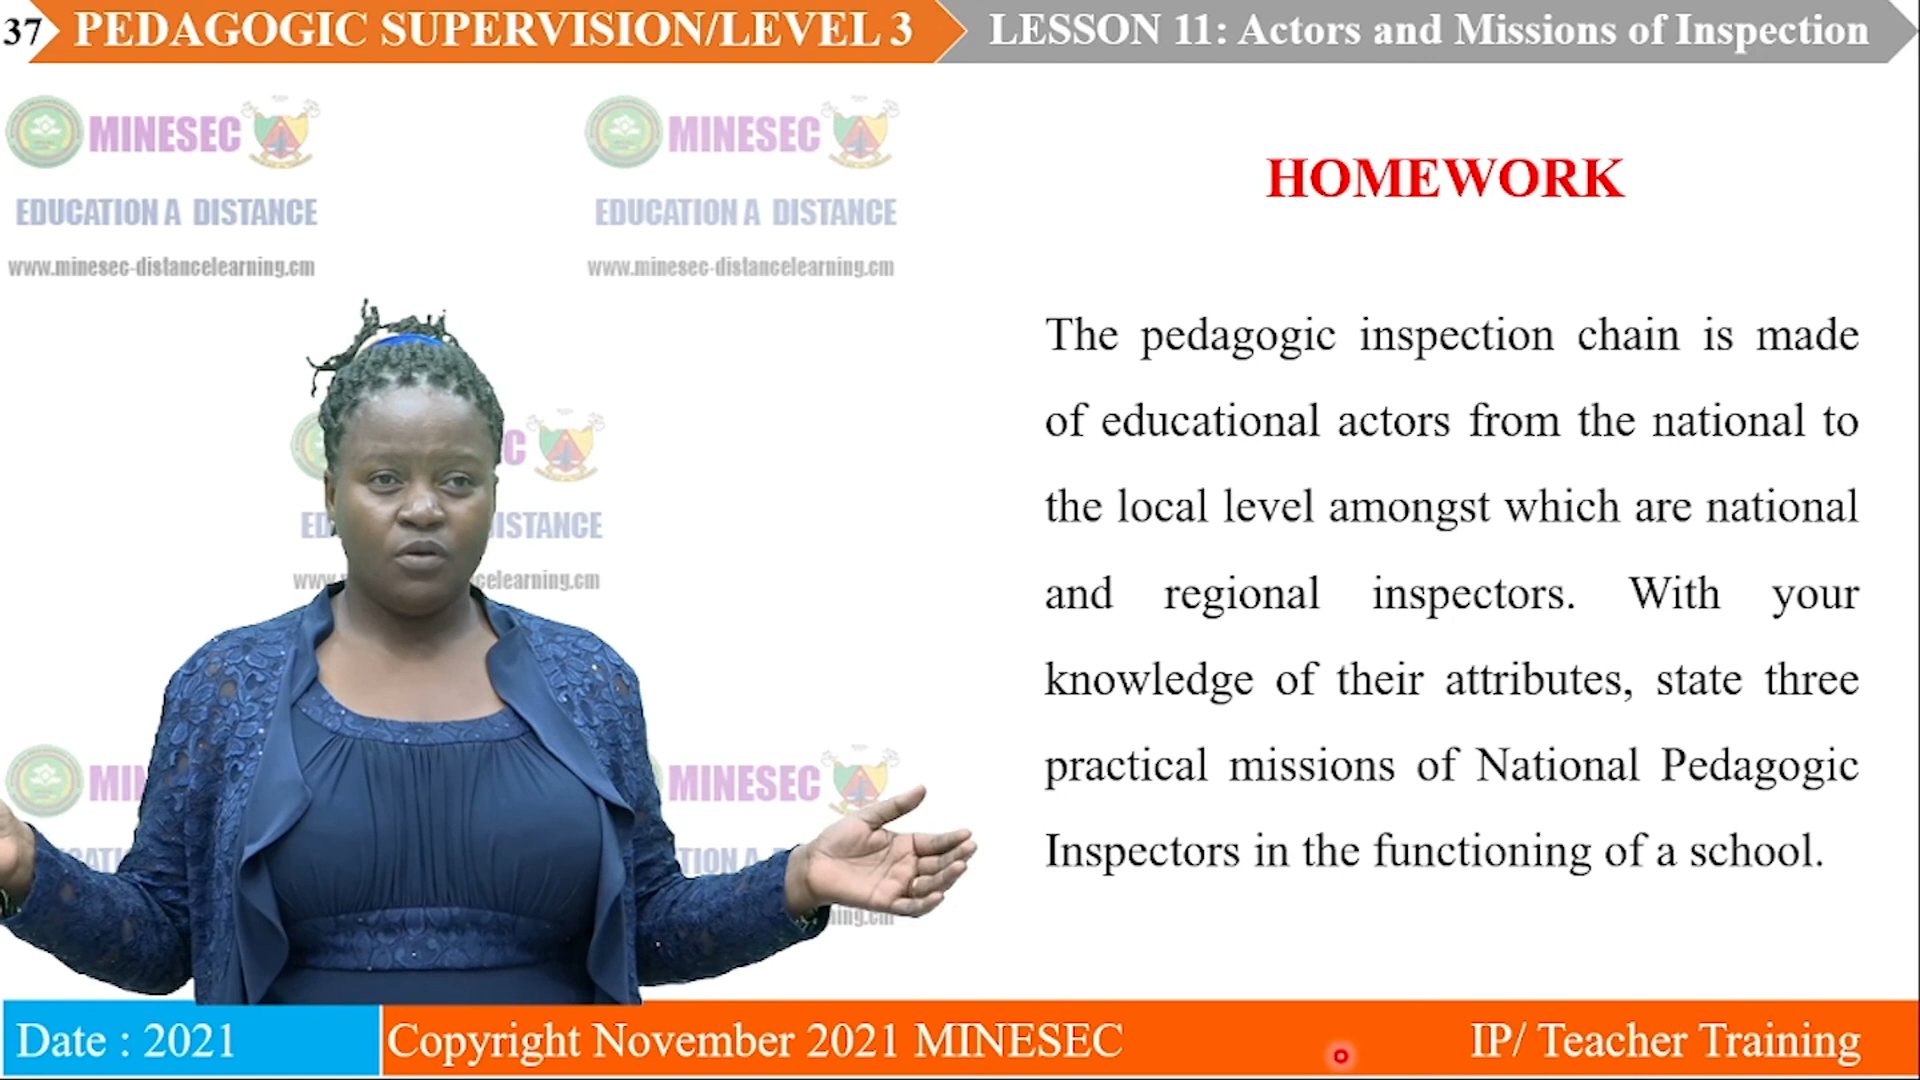 37 PEDAGOGIC SUPERVISION/LEVEL 3 LESSON 11: Actors and Missions of Inspection
MINESEC MINESEC
EDUCATION A DISTANCE EDUCATION A DISTANCE
www.minesec-distancelearning.cm www.minesec-distancelearning.cm
HOMEWORK
The pedagogic inspection chain is made
of educational actors from the national to
the local level amongst which are national
and regional inspectors. With your
knowledge of their attributes, state three
practical missions of National Pedagogic
Inspectors in the functioning of a school.
MINESEC
Date : 2021 Copyright November 2021 MINESEC IP/ Teacher Training